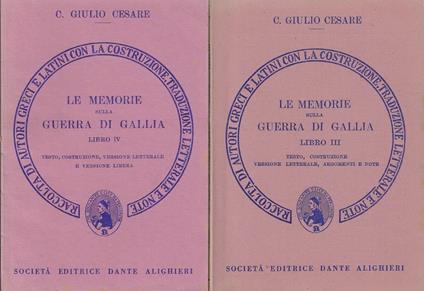 C. GIULIO CESARE
RACCOLTA DI AUTORI GRECI E LATINI CON LA COSTRUZIONE, TRADUZIONE LETTERALE E NOTE
LE MEMORIE
SULLA
GUERRA DI GALLIA
LIBRO IV
TESTO, COSTRUZIONE, VERSIONE LETTERALE
E VERSIONE LIBERA
SOCIETÀ EDITRICE DANTE ALIGHIERI
C. GIULIO CESARE
RACCOLTA DI AUTORI GRECI E LATINI CON LA COSTRUZIONE, TRADUZIONE LETTERALE E NOTE
LE MEMORIE
SULLA
GUERRA DI GALLIA
LIBRO III
TESTO, COSTRUZIONE
VERSIONE LETTERALE, ARGOMENTI E NOTE
SOCIETÀ EDITRICE DANTE ALIGHIERI